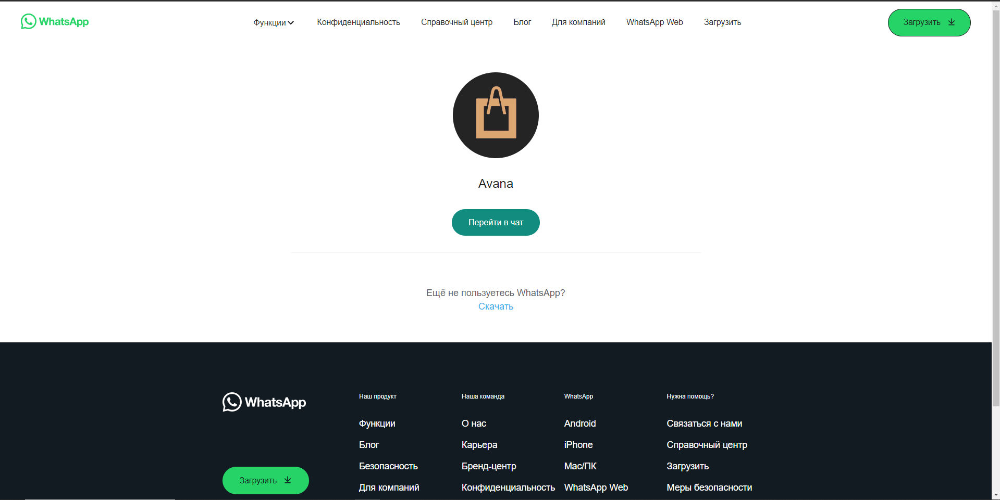 WhatsApp
Функции
Конфиденциальность
Справочный центр
Блог
Для компаний
WhatsApp Web
Загрузить
Загрузить
Avana
Перейти в чат
Ещё не пользуетесь WhatsApp?
Скачать
WhatsApp
Загрузить
Наш продукт
Функции
Блог
Безопасность
Для компаний
Наша команда
О нас
Карьера
Бренд-центр
Конфиденциальность
WhatsApp
Android
iPhone
Mac/ПК
WhatsApp Web
Нужна помощь?
Связаться с нами
Справочный центр
Загрузить
Меры безопасности